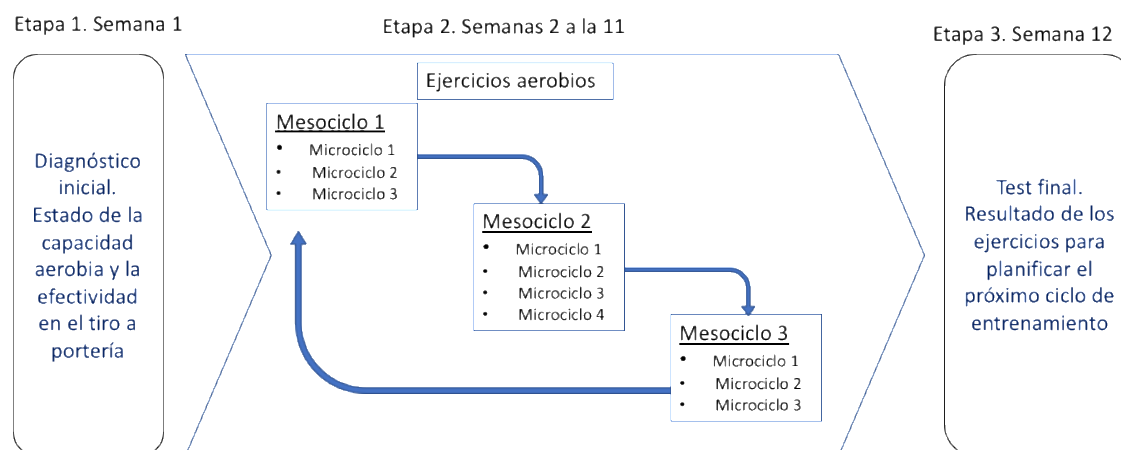 Etapa 1. Semana 1
Diagnóstico
inicial.
Estado de la
capacidad
aerobia y la
efectividad
en el tiro a
portería
Etapa 2. Semanas 2 a la 11
Ejercicios aerobios
Mesociclo 1
• Microciclo 1
• Microciclo 2
• Microciclo 3
Mesociclo 2
• Microciclo 1
• Microciclo 2
• Microciclo 3
• Microciclo 4
Mesociclo 3
• Microciclo 1
• Microciclo 2
• Microciclo 3
Etapa 3. Semana 12
Test final.
Resultado de los
ejercicios para
planificar el
próximo ciclo de
entrenamiento